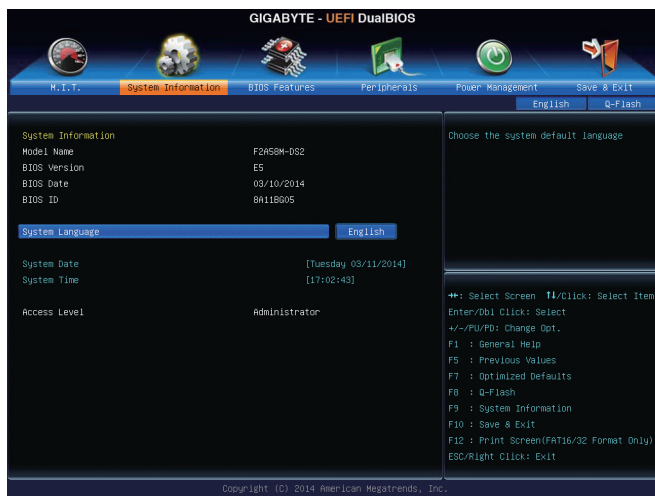 GIGABYTE - UEFI DualBIOS
M.I.T. System Information BIOS Features Peripherals Power Management Save & Exit
English Q-Flash
System Information
Model Name F2A58M-DS2
BIOS Version E5
BIOS Date 03/10/2014
BIOS ID 8A11BG05
System Language English
System Date [Tuesday 03/11/2014]
System Time [17:02:43]
Access Level Administrator
Choose the system default language
→←: Select Screen ↑↓/Click: Select Item
Enter/Dbl Click: Select
+/-/PU/PD: Change Opt.
F1 : General Help
F5 : Previous Values
F7 : Optimized Defaults
F8 : Q-Flash
F9 : System Information
F10 : Save & Exit
F12 : Print Screen(FAT16/32 Format Only)
ESC/Right Click: Exit
Copyright (C) 2014 American Megatrends, Inc.